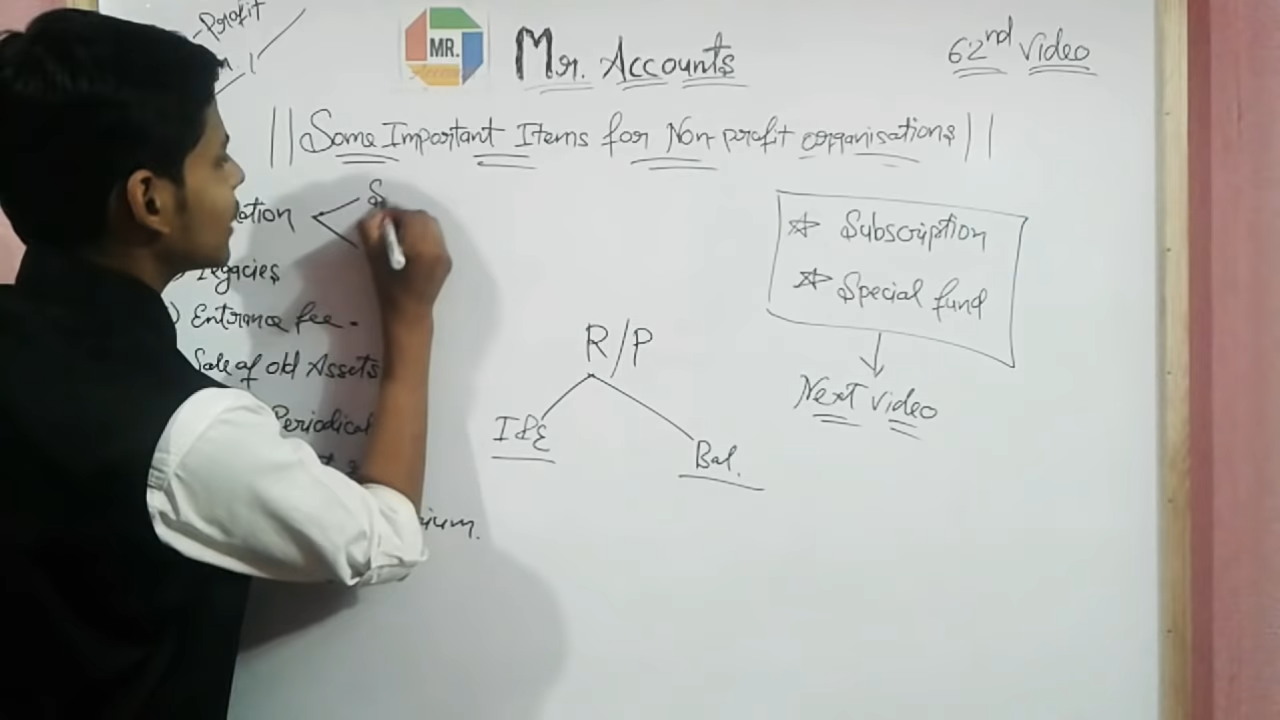 -Profit
MR.
Mr. Accounts
62nd Video
||Some Important Items for Non-profit organisations||
ation
S
Legacies
) Entrance fee.
Sale of old Assets
Periodical
ium.
R/P
I&E
Bal.
☆ Subscription
☆ Special fund
Next video